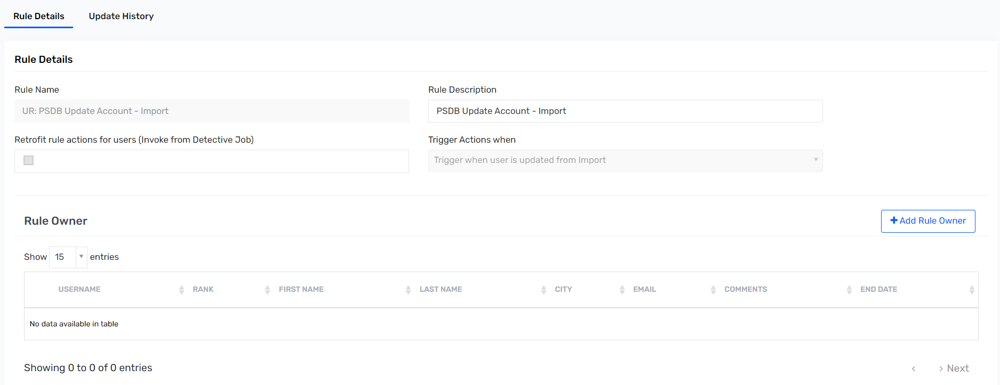 Rule Details Update History
Rule Details
Rule Name Rule Description
UR: PSDB Update Account - Import PSDB Update Account - Import
Retrofit rule actions for users (Invoke from Detective Job) Trigger Actions when
Trigger when user is updated from Import
Rule Owner Add Rule Owner
Show 15 entries
USERNAME RANK FIRST NAME LAST NAME CITY EMAIL COMMENTS END DATE
No data available in table
Showing 0 to 0 of 0 entries Next